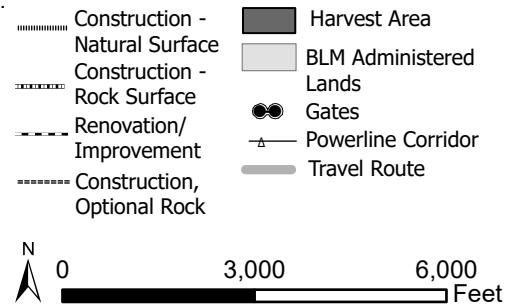 Construction -
Natural Surface
Construction -
Rock Surface
Renovation/
Improvement
Construction,
Optional Rock
Harvest Area
BLM Administered
Lands
Gates
Powerline Corridor
Travel Route
N
0 3,000 6,000
Feet